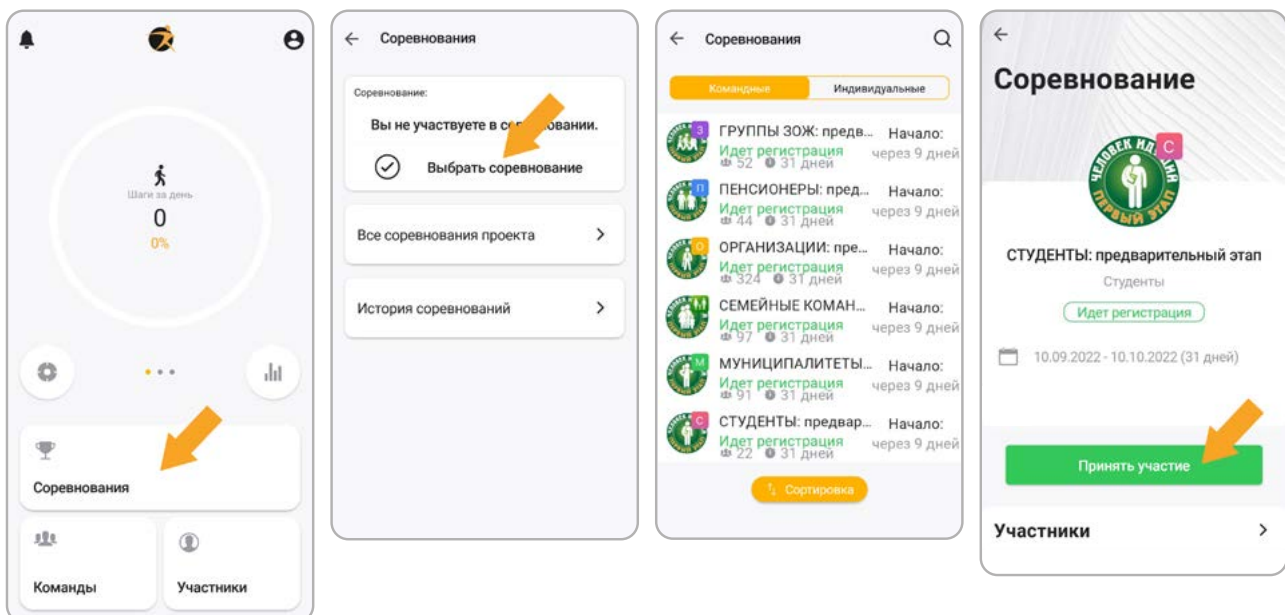 Шаги за день
0
0%
Соревнования
Команды
Участники
Соревнования
Соревнование:
Вы не участвуете в с
овании.
Выбрать соревнование
Все соревнования проекта
История соревнований
Соревнования
Командные
Индивидуальные
З
ГРУППЫ ЗОЖ: предв...
Начало:
Идет регистрация
через 9 дней
52
31 дней
П
ПЕНСИОНЕРЫ: пред...
Начало:
Идет регистрация
через 9 дней
44
31 дней
О
ОРГАНИЗАЦИИ: пре...
Начало:
Идет регистрация
через 9 дней
324
31 дней
СЕМЕЙНЫЕ КОМАН...
Начало:
Идет регистрация
через 9 дней
97
31 дней
М
МУНИЦИПАЛИТЕТЫ...
Начало:
Идет регистрация
через 9 дней
91
31 дней
С
СТУДЕНТЫ: предвар...
Начало:
Идет регистрация
через 9 дней
22
31 дней
Сортировка
Соревнование
С
ЧЕЛОВЕК ИД
ЩИЙ
ПЕРВЫЙ ЭТАП
СТУДЕНТЫ: предварительный этап
Студенты
Идет регистрация
10.09.2022 - 10.10.2022 (31 дней)
Принять участие
Участники